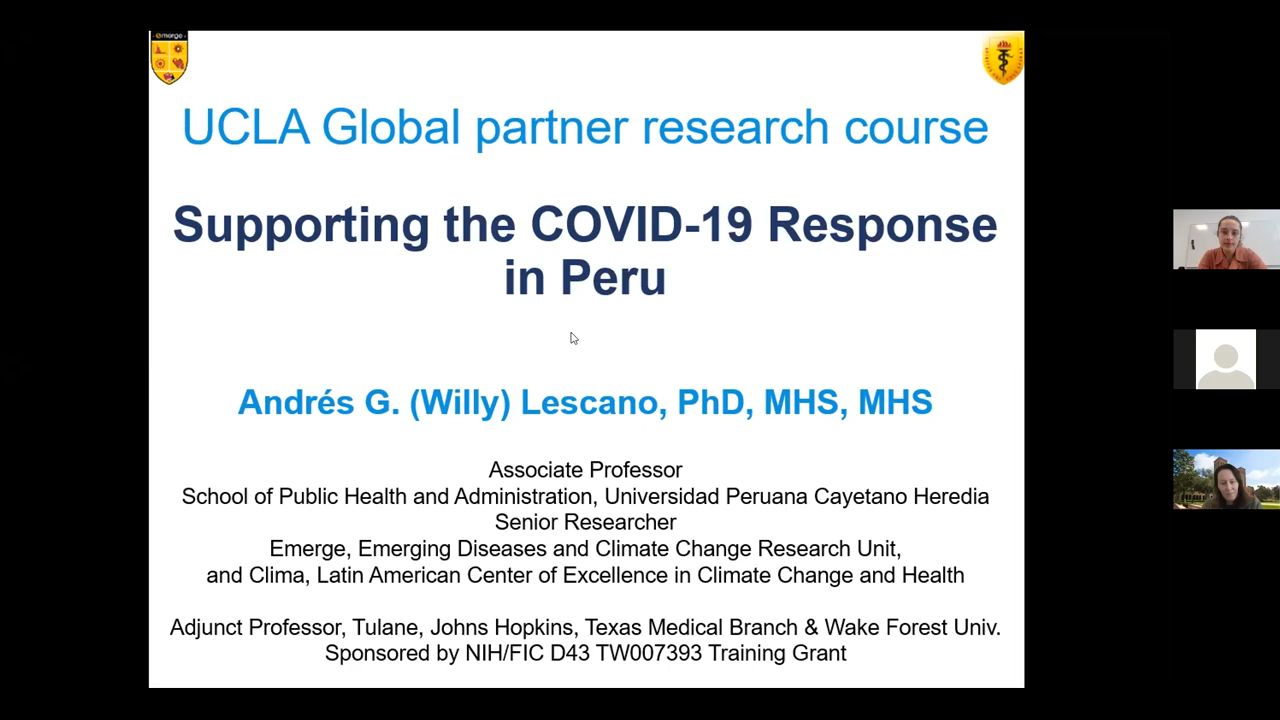 emerge
UCLA Global partner research course
Supporting the COVID-19 Response
in Peru
Andrés G. (Willy) Lescano, PhD, MHS, MHS
Associate Professor
School of Public Health and Administration, Universidad Peruana Cayetano Heredia
Senior Researcher
Emerge, Emerging Diseases and Climate Change Research Unit,
and Clima, Latin American Center of Excellence in Climate Change and Health
Adjunct Professor, Tulane, Johns Hopkins, Texas Medical Branch & Wake Forest Univ.
Sponsored by NIH/FIC D43 TW007393 Training Grant